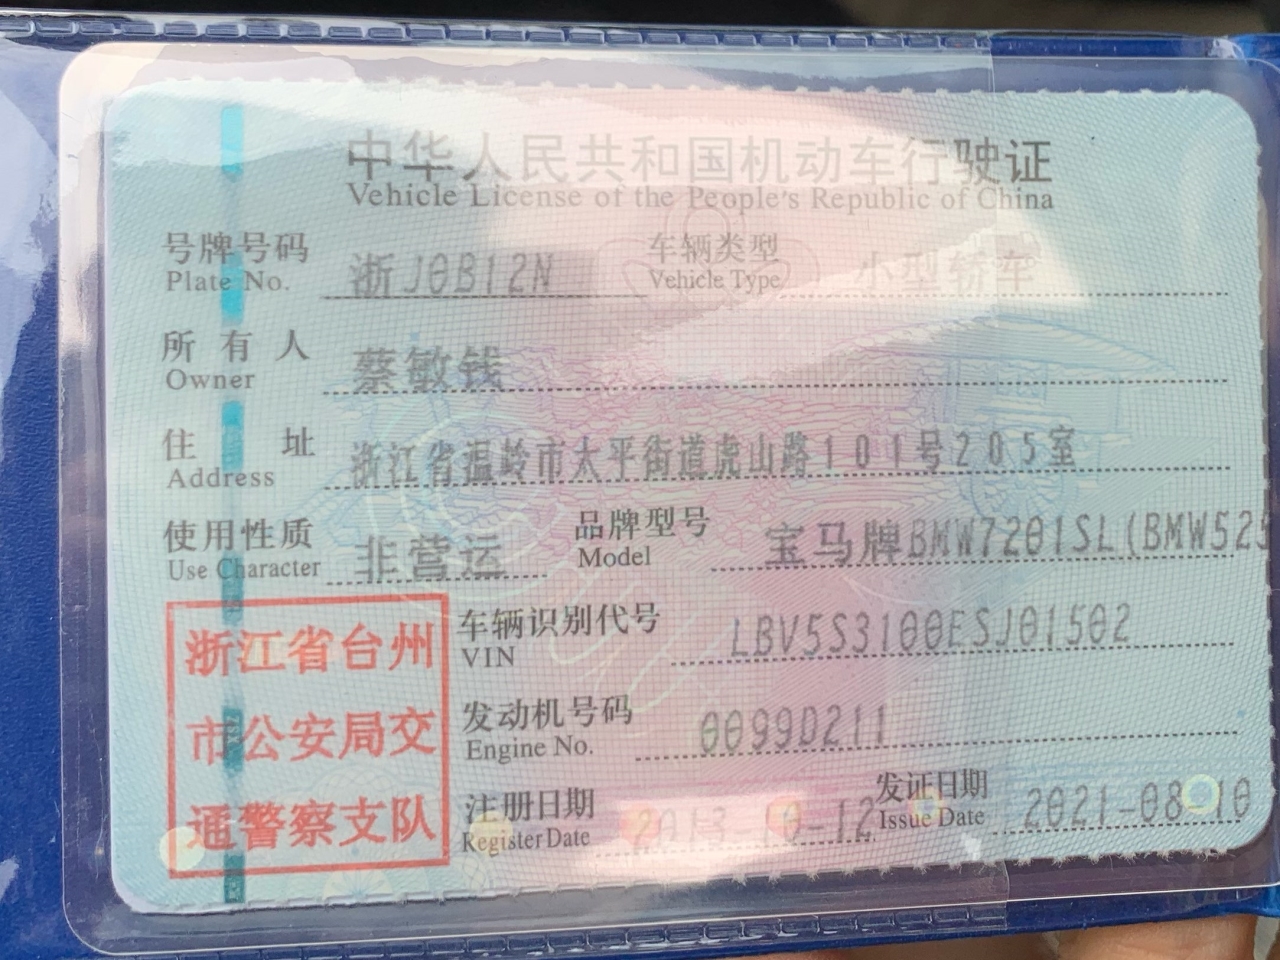 中华人民共和国机动车行驶证
Vehicle License of the People's Republic of China
号牌号码 浙J0B12N 车辆类型 小型轿车
Plate No. Vehicle Type
所有人 蔡敏钱
Owner
住址 浙江省温岭市太平街道虎山路101号205室
Address
使用性质 非营运 品牌型号 宝马牌BMW7201SL(BMW525
Use Character Model
浙江省台州
市公安局交
通警察支队
车辆识别代号 LBV5S3100ESJ01502
VIN
发动机号码 0099D211
Engine No.
注册日期 2013-10-12 发证日期 2021-08-10
Register Date Issue Date